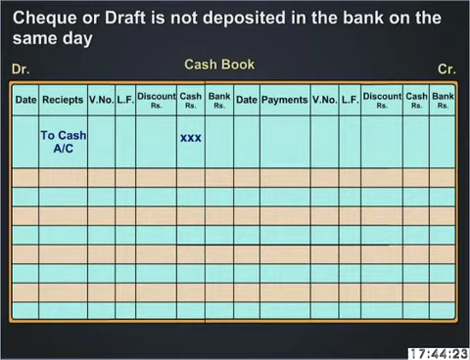 Cheque or Draft is not deposited in the bank on the
same day
Dr.
Cash Book
Cr.
Date Reciepts V.No. L.F. Discount Rs. Cash Rs. Bank Rs. Date Payments V.No. L.F. Discount Rs. Cash Rs. Bank Rs.
To Cash xxx
A/C
17:44:23